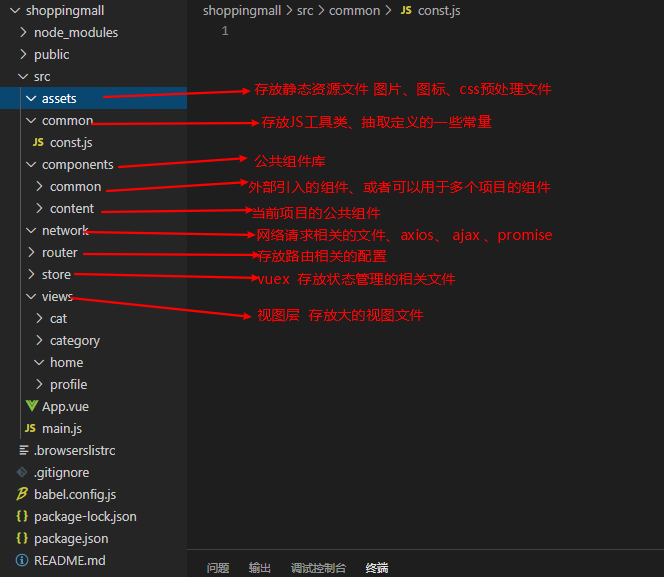 shoppingmall
node_modules
public
src
assets
common
const.js
components
common
content
network
router
store
views
cat
category
home
profile
App.vue
main.js
.browserslistrc
.gitignore
babel.config.js
package-lock.json
package.json
README.md
shoppingmall > src > common > JS const.js
1
存放静态资源文件 图片、图标、css预处理文件
存放JS工具类、抽取定义的一些常量
公共组件库
外部引入的组件、或者可以用于多个项目的组件
当前项目的公共组件
网络请求相关的文件、axios、 ajax 、promise
存放路由相关的配置
vuex 存放状态管理的相关文件
视图层 存放大的视图文件
问题 输出 调试控制台 终端